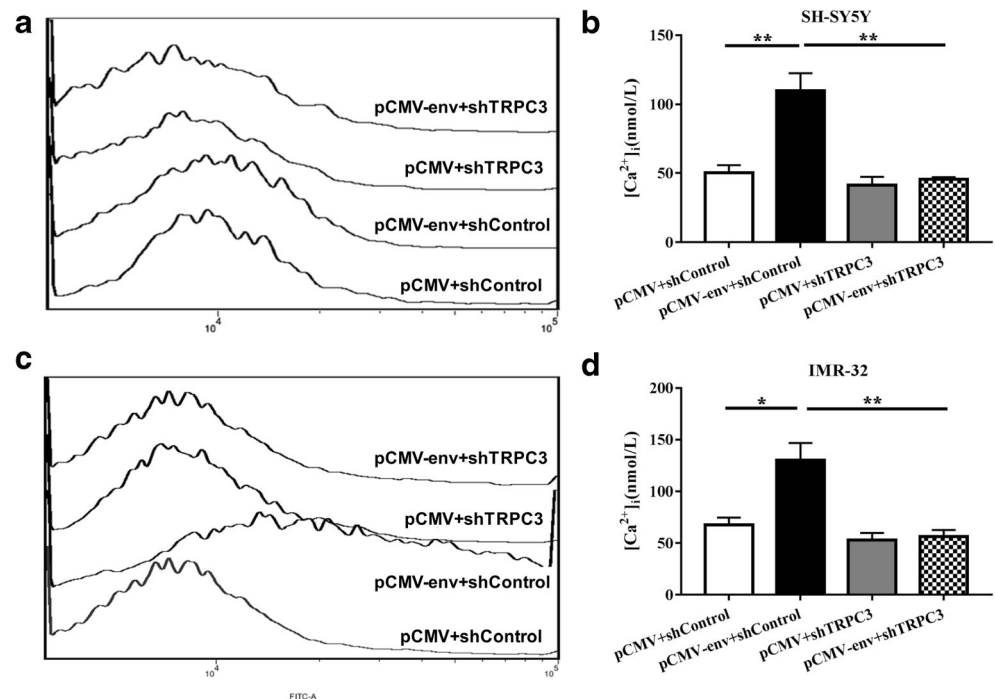 a
pCMV-env+shTRPC3
pCMV+shTRPC3
pCMV-env+shControl
pCMV+shControl
10^4
10^5
b
SH-SY5Y
** **
150
100
50
0
[Ca2+]i(nmol/L)
pCMV+shControl
pCMV-env+shControl
pCMV+shTRPC3
pCMV-env+shTRPC3
c
pCMV-env+shTRPC3
pCMV+shTRPC3
pCMV-env+shControl
pCMV+shControl
10^4
10^5
FITC-A
d
IMR-32
* **
200
150
100
50
0
[Ca2+]i(nmol/L)
pCMV+shControl
pCMV-env+shControl
pCMV+shTRPC3
pCMV-env+shTRPC3